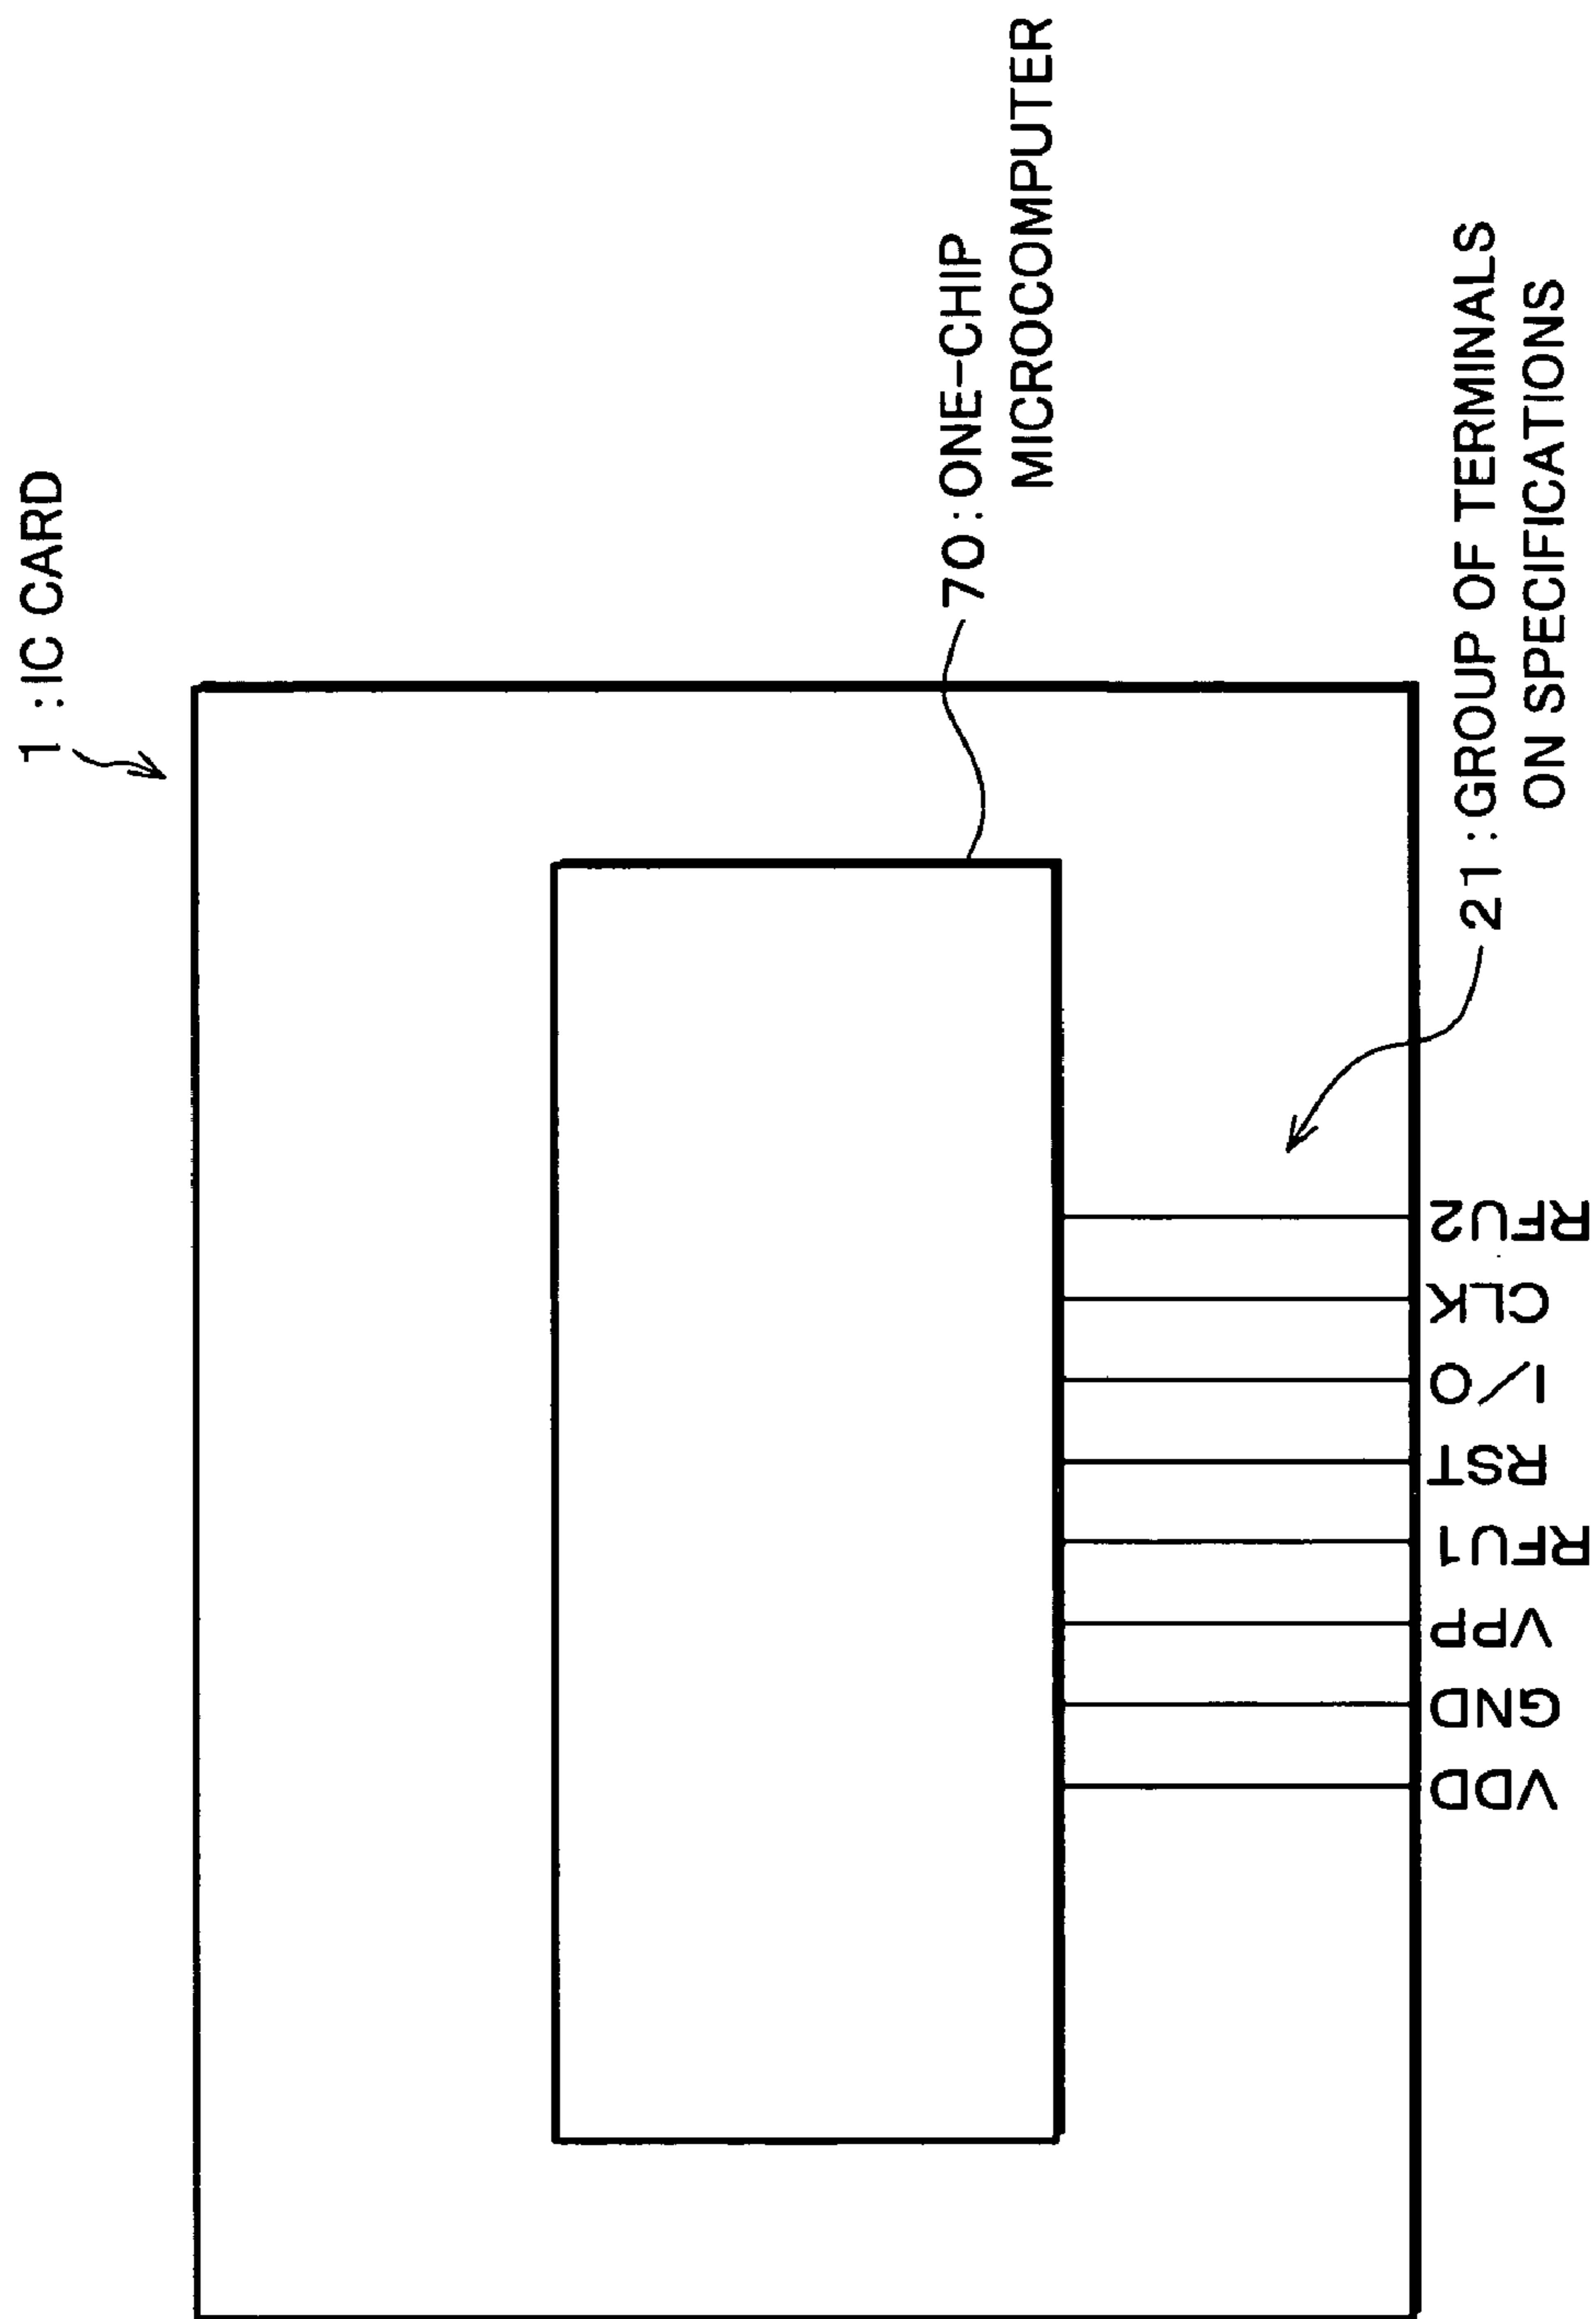 1:IC CARD
70:ONE-CHIP
MICROCOMPUTER
21:GROUP OF TERMINALS
ON SPECIFICATIONS
RFU2
CLK
I/O
RST
RFU1
VPP
GND
VDD